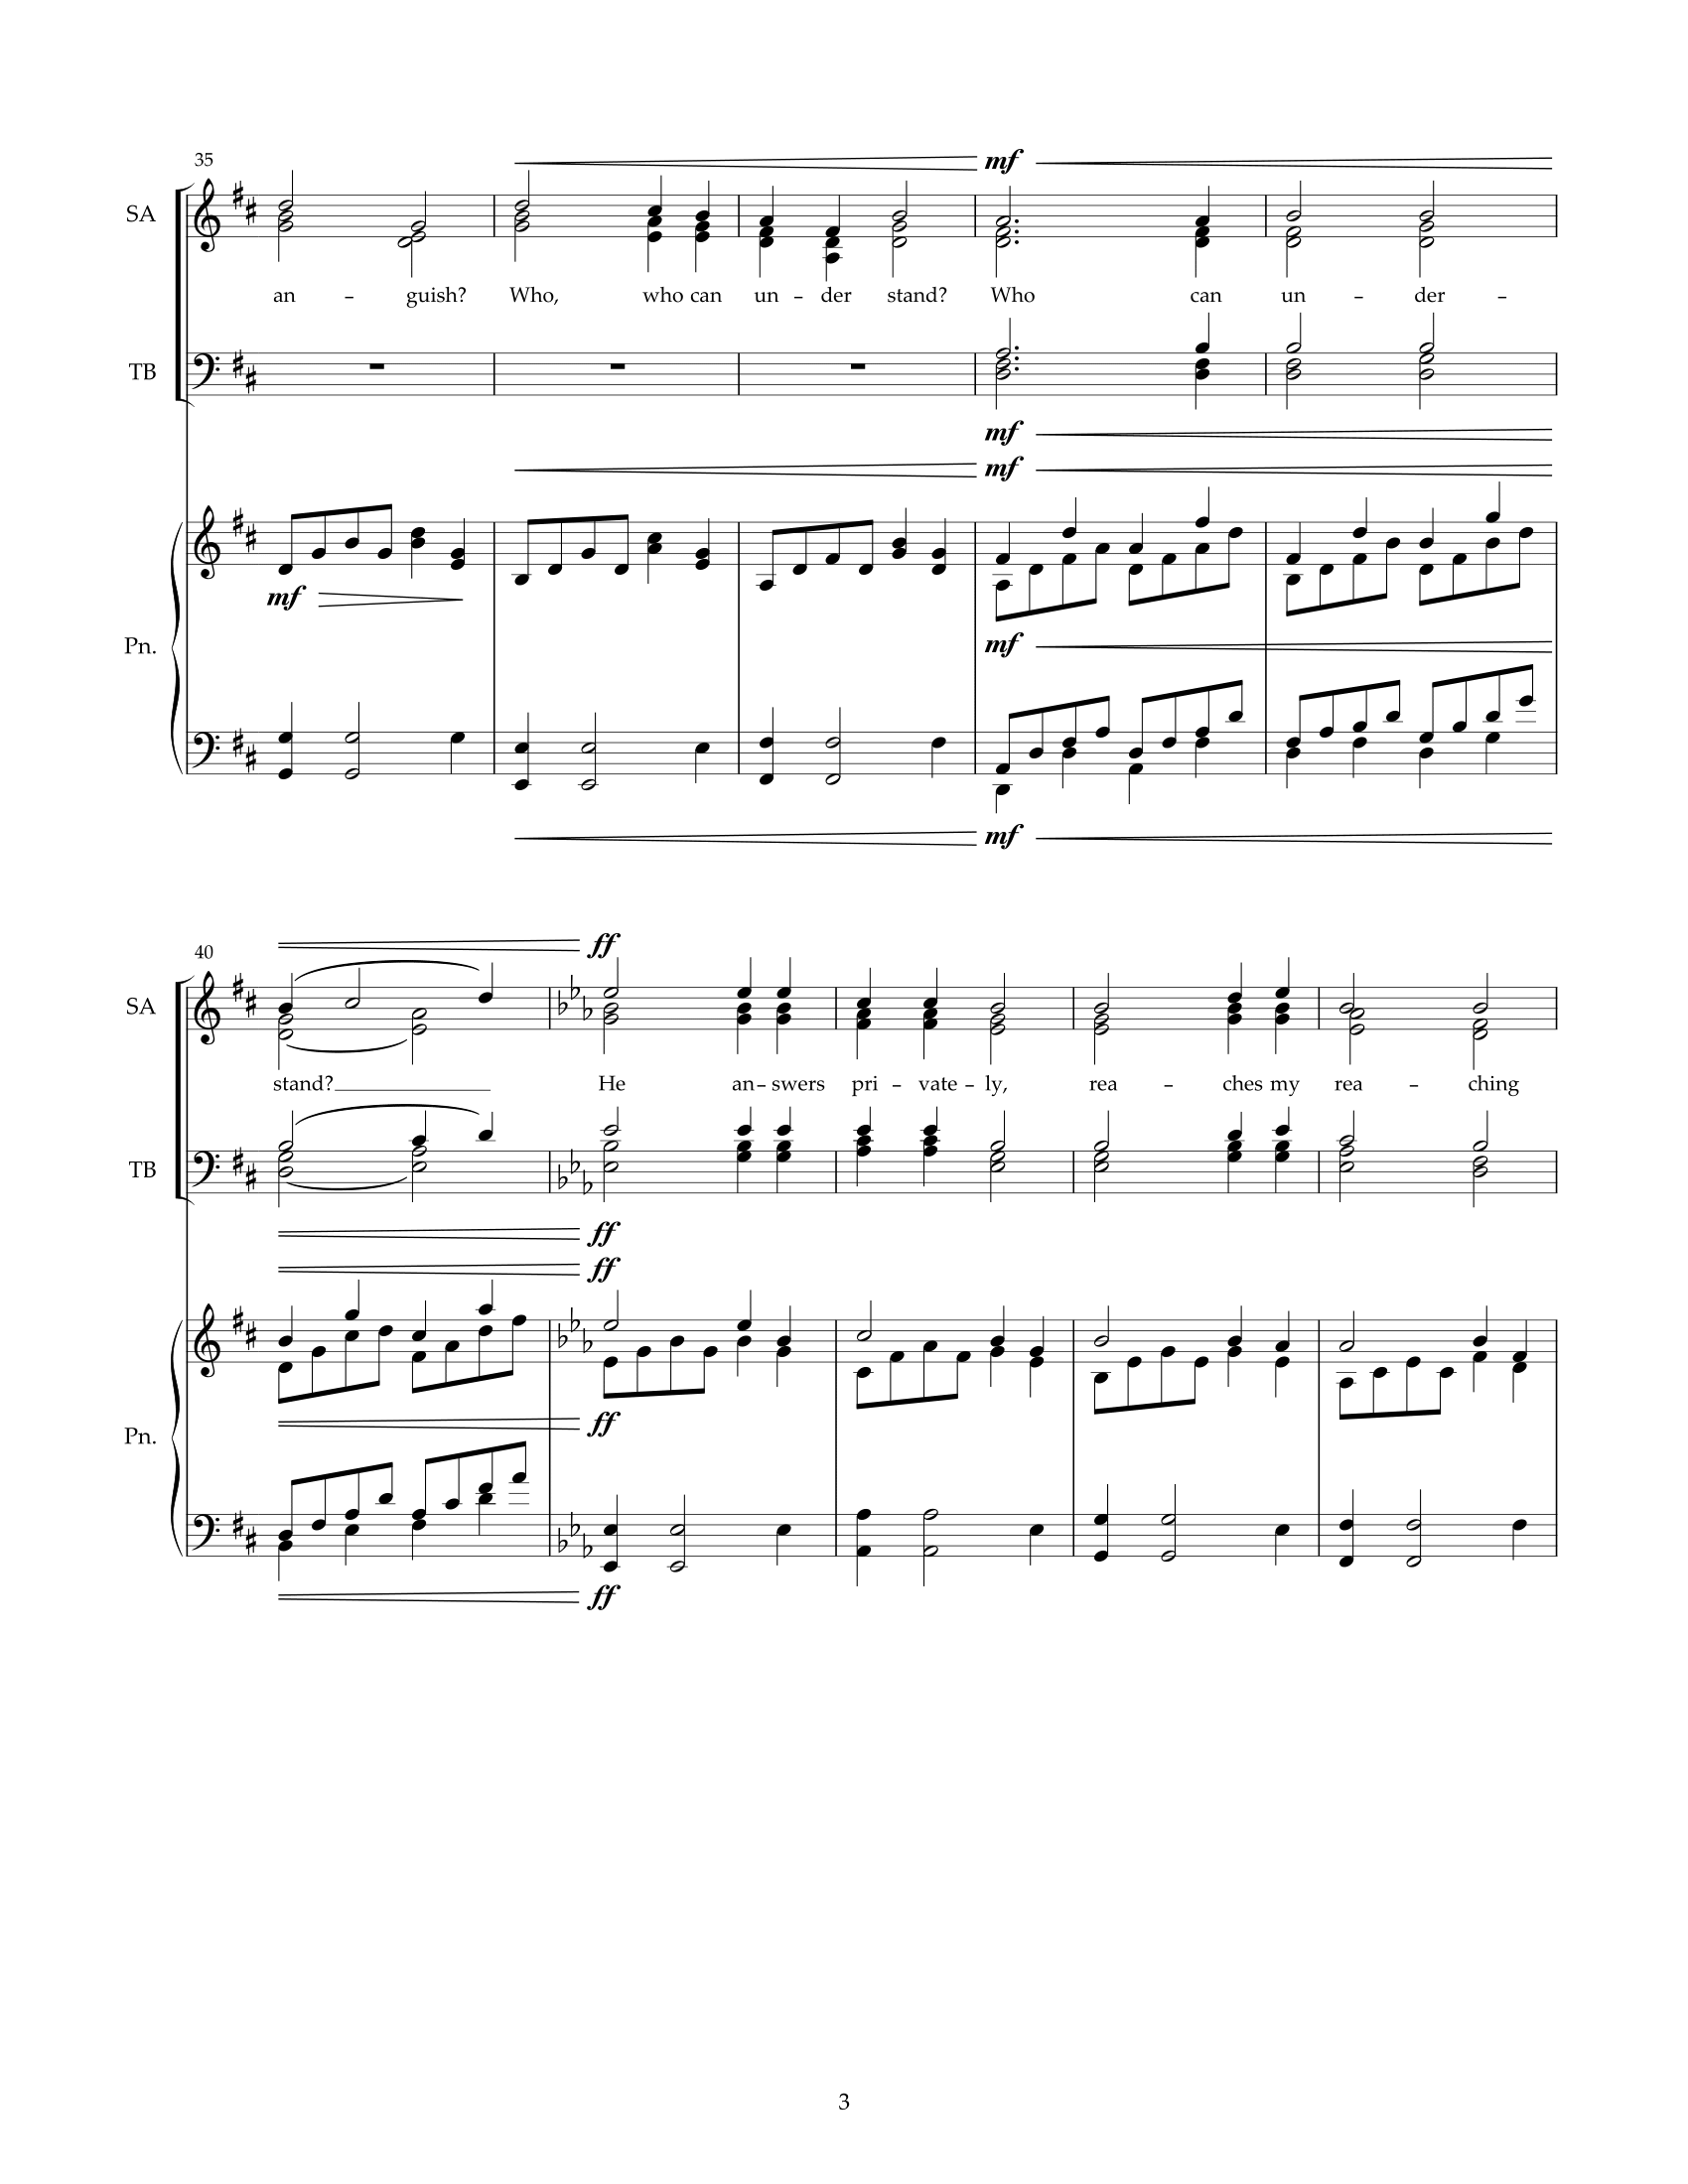 35
mf
SA
an – guish? Who, who can un – der stand? Who can un – der –
TB
mf
mf
mf
Pn.
mf
mf
40
ff
SA
stand? He an – swers pri – vate – ly, rea – ches my rea – ching
TB
ff
ff
ff
Pn.
ff
3